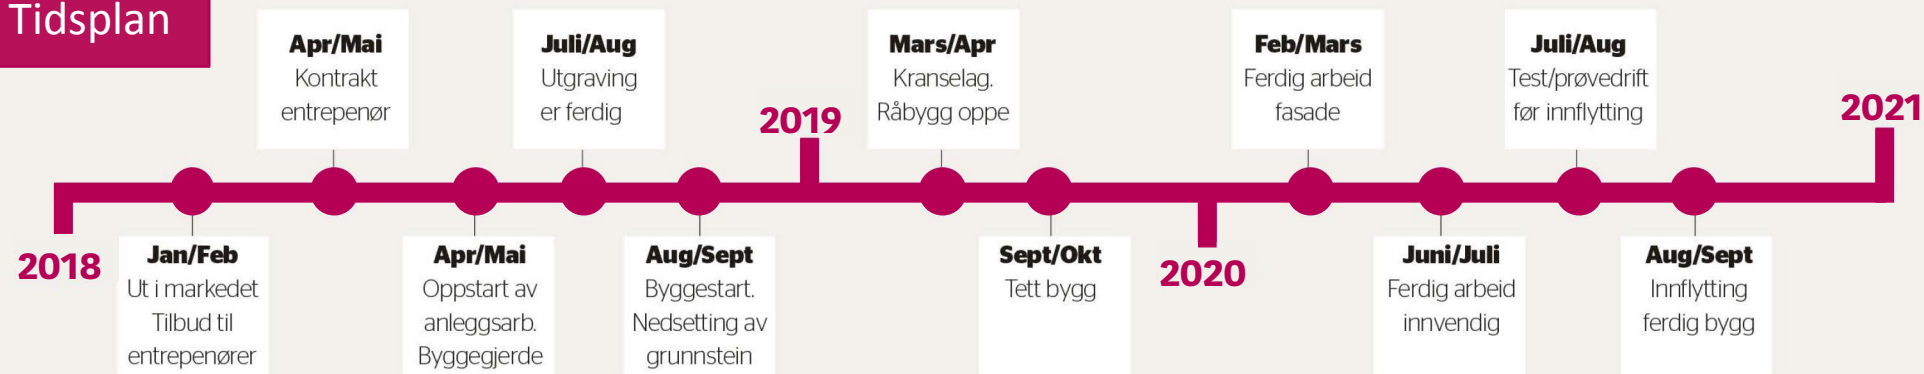 Tidsplan
2018
Jan/Feb
Ut i markedet
Tilbud til
entrepenører
Apr/Mai
Kontrakt
entrepenør
Apr/Mai
Oppstart av
anleggsarb.
Byggegjerde
Juli/Aug
Utgraving
er ferdig
Aug/Sept
Byggestart.
Nedsetting av
grunnstein
2019
Mars/Apr
Kranselag.
Råbygg oppe
Sept/Okt
Tett bygg
2020
Feb/Mars
Ferdig arbeid
fasade
Juni/Juli
Ferdig arbeid
innvendig
Juli/Aug
Test/prøvedrift
før innflytting
Aug/Sept
Innflytting
ferdig bygg
2021